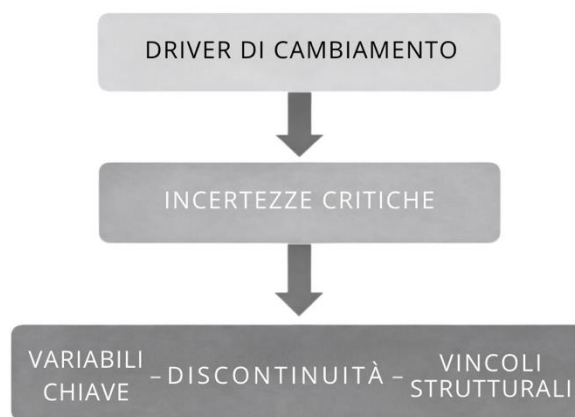 DRIVER DI CAMBIAMENTO
INCERTEZZE CRITICHE
VARIABILI
CHIAVE
– DISCONTINUITÀ –
VINCOLI
STRUTTURALI